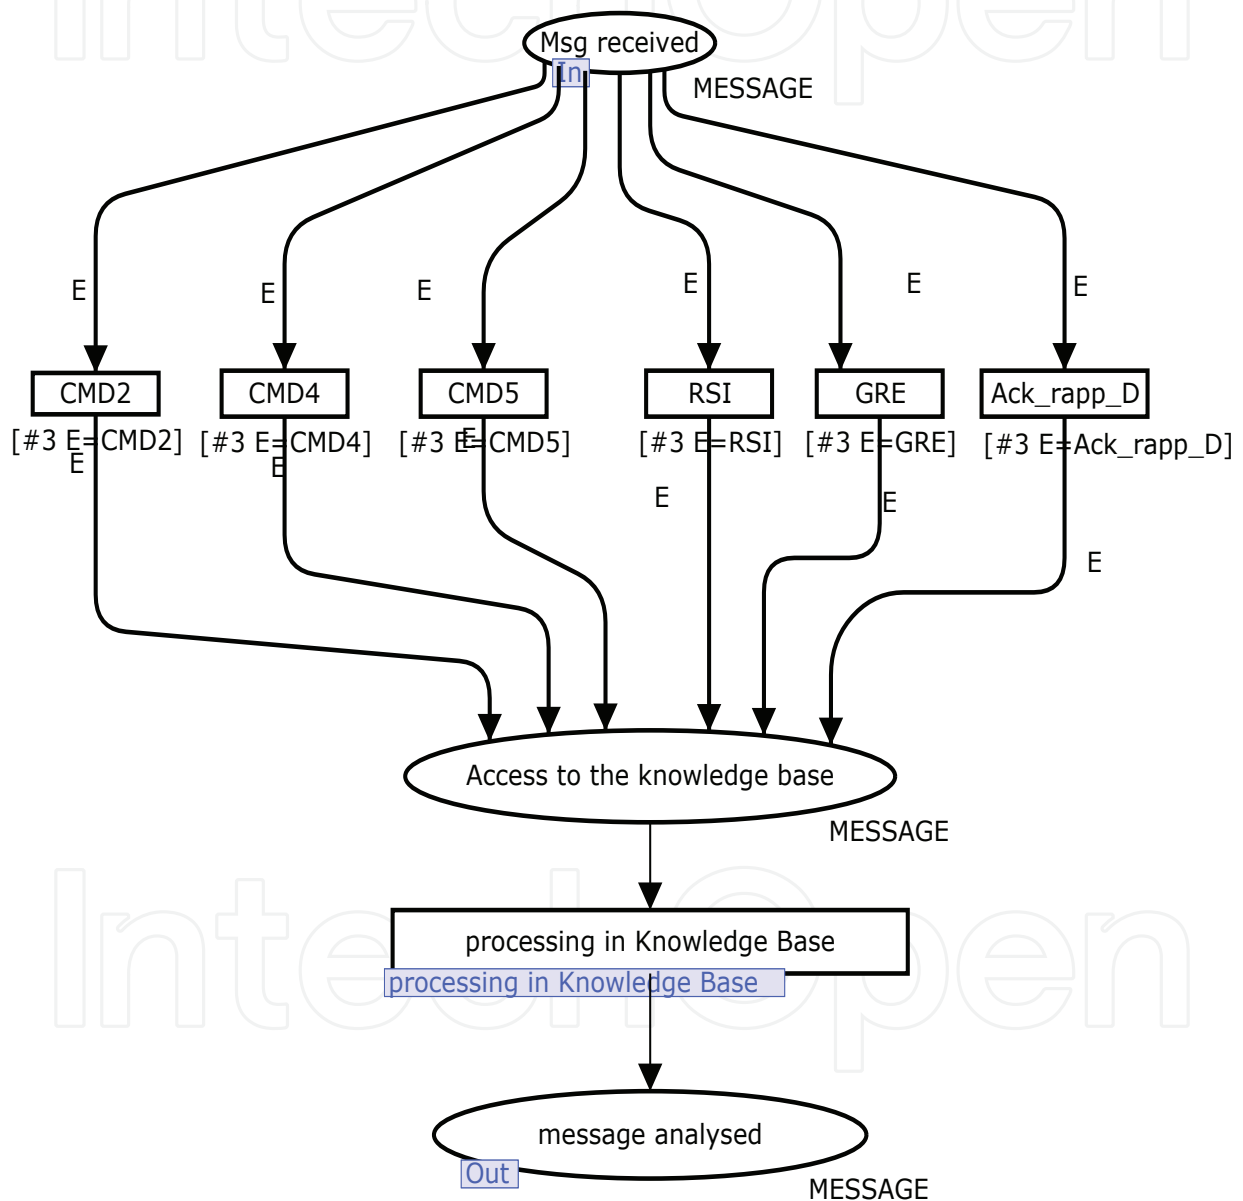 IntechOpen
Msg received
In
MESSAGE
E E E E E E
CMD2 CMD4 CMD5 RSI GRE Ack_rapp_D
[#3 E=CMD2] [#3 E=CMD4] [#3 E=CMD5] [#3 E=RSI] [#3 E=GRE] [#3 E=Ack_rapp_D]
E E E E E E
Access to the knowledge base
MESSAGE
IntechOpen
processing in Knowledge Base
processing in Knowledge Base
message analysed
Out
MESSAGE